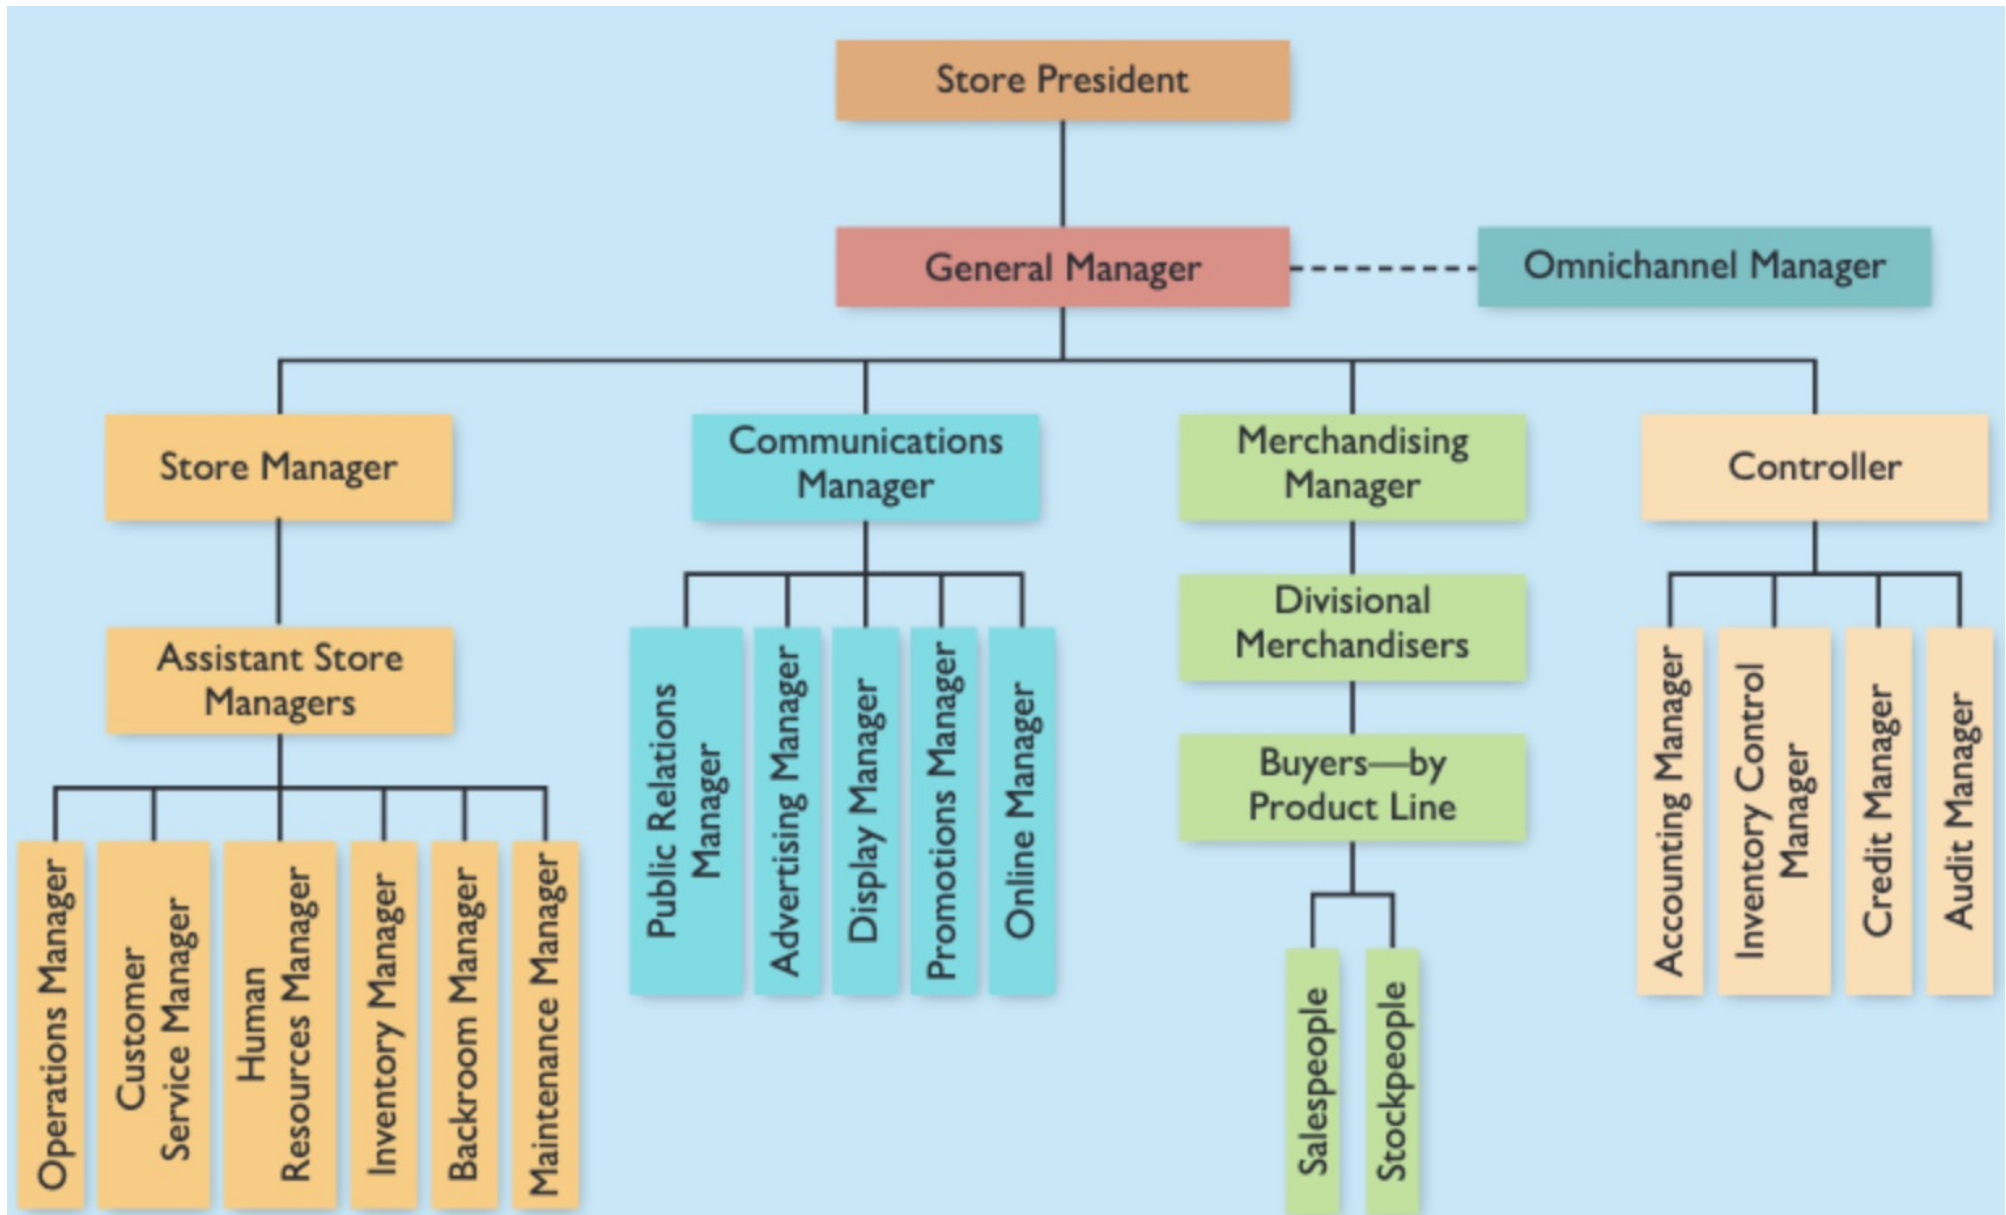 Store President
General Manager
Omnichannel Manager
Store Manager
Communications
Manager
Merchandising
Manager
Controller
Assistant Store
Managers
Divisional
Merchandisers
Buyers—by
Product Line
Operations Manager
Customer
Service Manager
Human
Resources Manager
Inventory Manager
Backroom Manager
Maintenance Manager
Public Relations
Manager
Advertising Manager
Display Manager
Promotions Manager
Online Manager
Salespeople
Stockpeople
Accounting Manager
Inventory Control
Manager
Credit Manager
Audit Manager